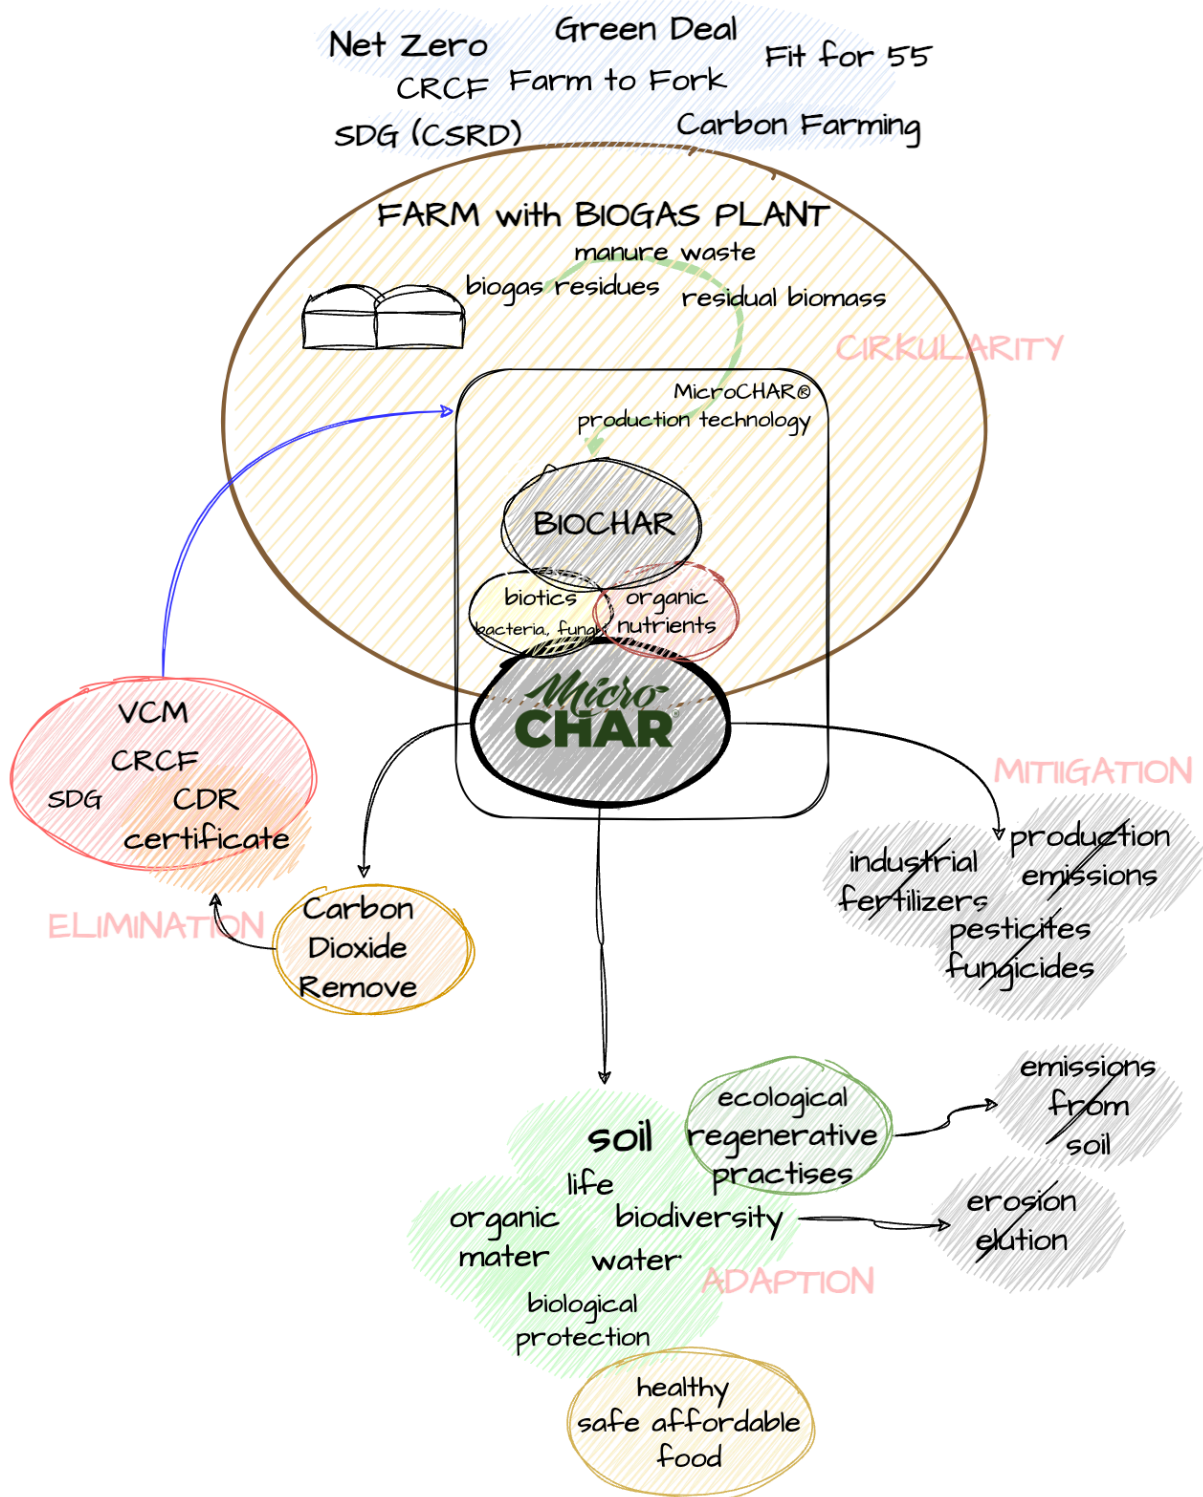 Net Zero
Green Deal
Fit for 55
CRCF
Farm to Fork
SDG (CSRD)
Carbon Farming
FARM with BIOGAS PLANT
manure waste
biogas residues
residual biomass
CIRKULARITY
MicroCHAR®
production technology
BIOCHAR
biotics
bacteria, fungi
organic
nutrients
Micro
CHAR®
VCM
CRCF
SDG
CDR
certificate
ELIMINATION
Carbon
Dioxide
Remove
MITIIGATION
industrial
fertilizers
production
emissions
pesticites
fungicides
soil
life
organic
mater
biodiversity
water
biological
protection
ecological
regenerative
practises
emissions
from
soil
erosion
elution
ADAPTION
healthy
safe affordable
food